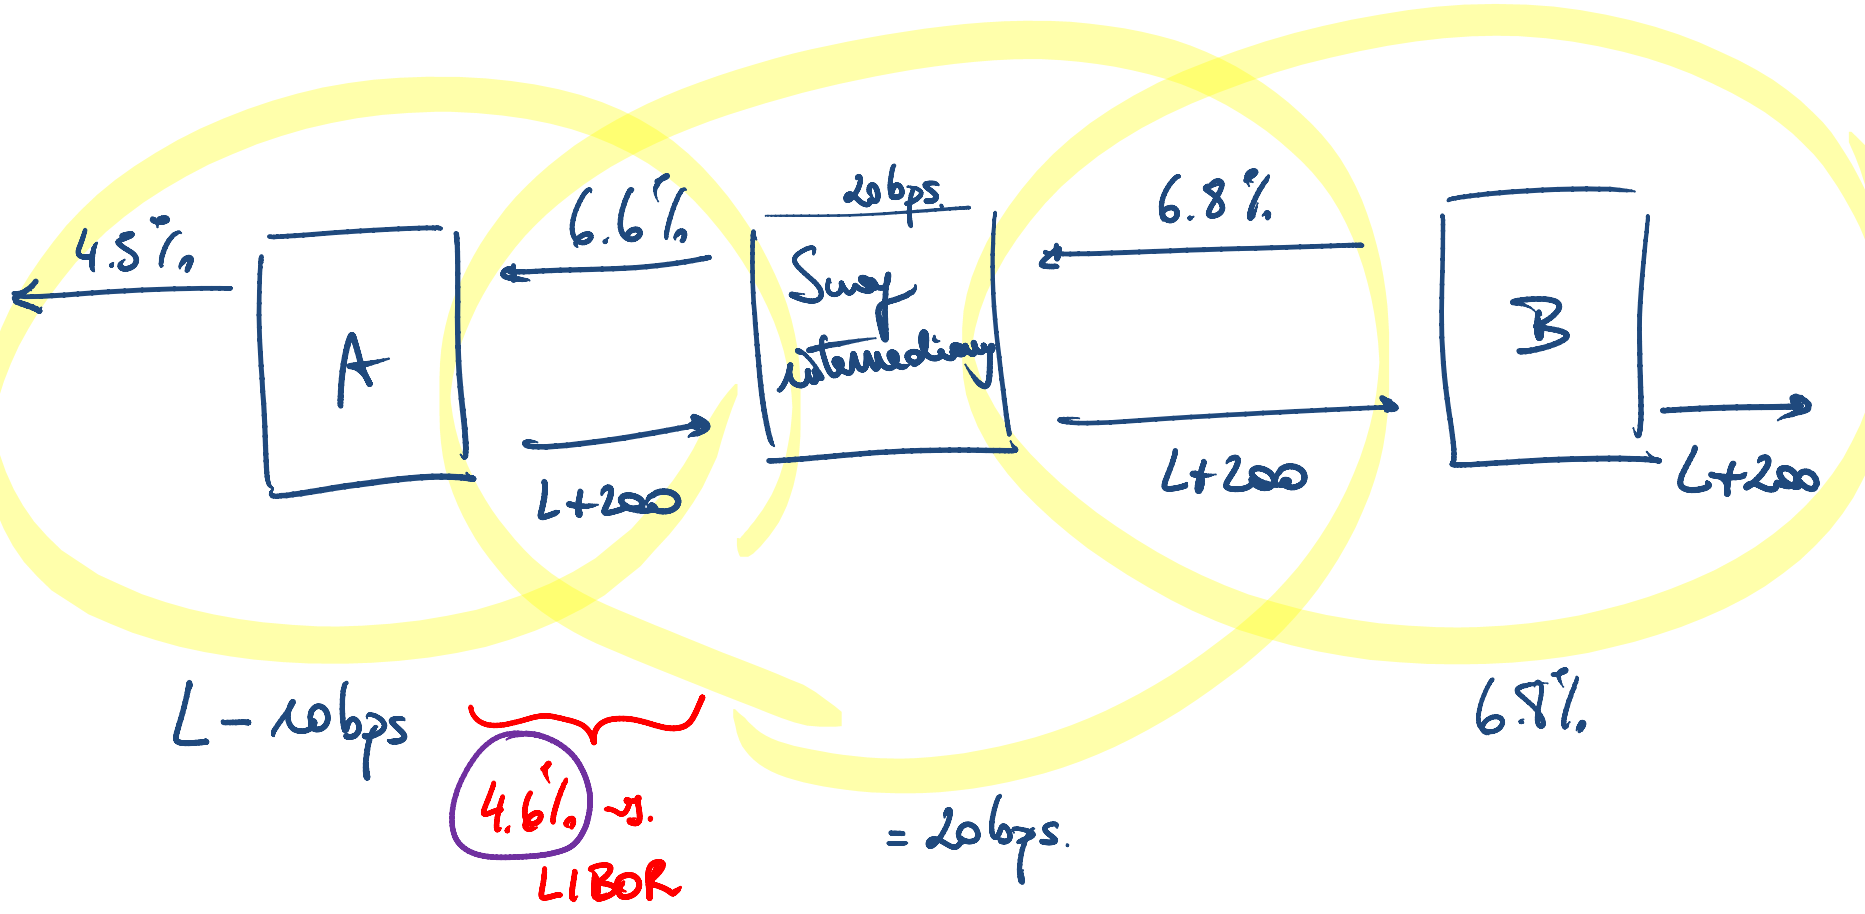 20bps.
6.8%
6.6%
4.5%
Swap
intermediary
B
A
L+200
L+200
L+200
L-10bps
6.8%
4.6% vs.
LIBOR
= 20bps.